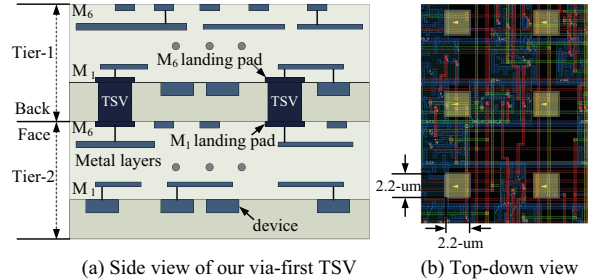 M6
Tier-1
M6 landing pad
M1
TSV
TSV
Back
M6
Face
M1 landing pad
Metal layers
Tier-2
M1
device
2.2-um
2.2-um
(a) Side view of our via-first TSV
(b) Top-down view